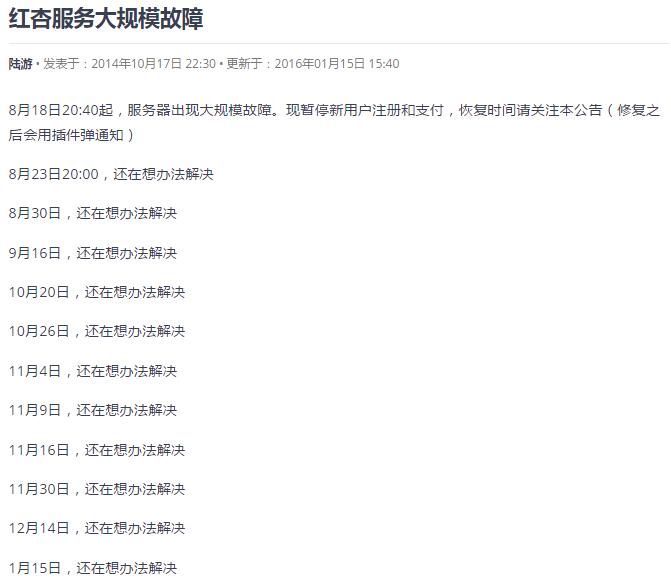 红杏服务大规模故障
陆游 • 发表于：2014年10月17日 22:30 • 更新于：2016年01月15日 15:40
8月18日20:40起，服务器出现大规模故障。现暂停新用户注册和支付，恢复时间请关注本公告（修复之
后会用插件弹通知）
8月23日20:00，还在想办法解决
8月30日，还在想办法解决
9月16日，还在想办法解决
10月20日，还在想办法解决
10月26日，还在想办法解决
11月4日，还在想办法解决
11月9日，还在想办法解决
11月16日，还在想办法解决
11月30日，还在想办法解决
12月14日，还在想办法解决
1月15日，还在想办法解决